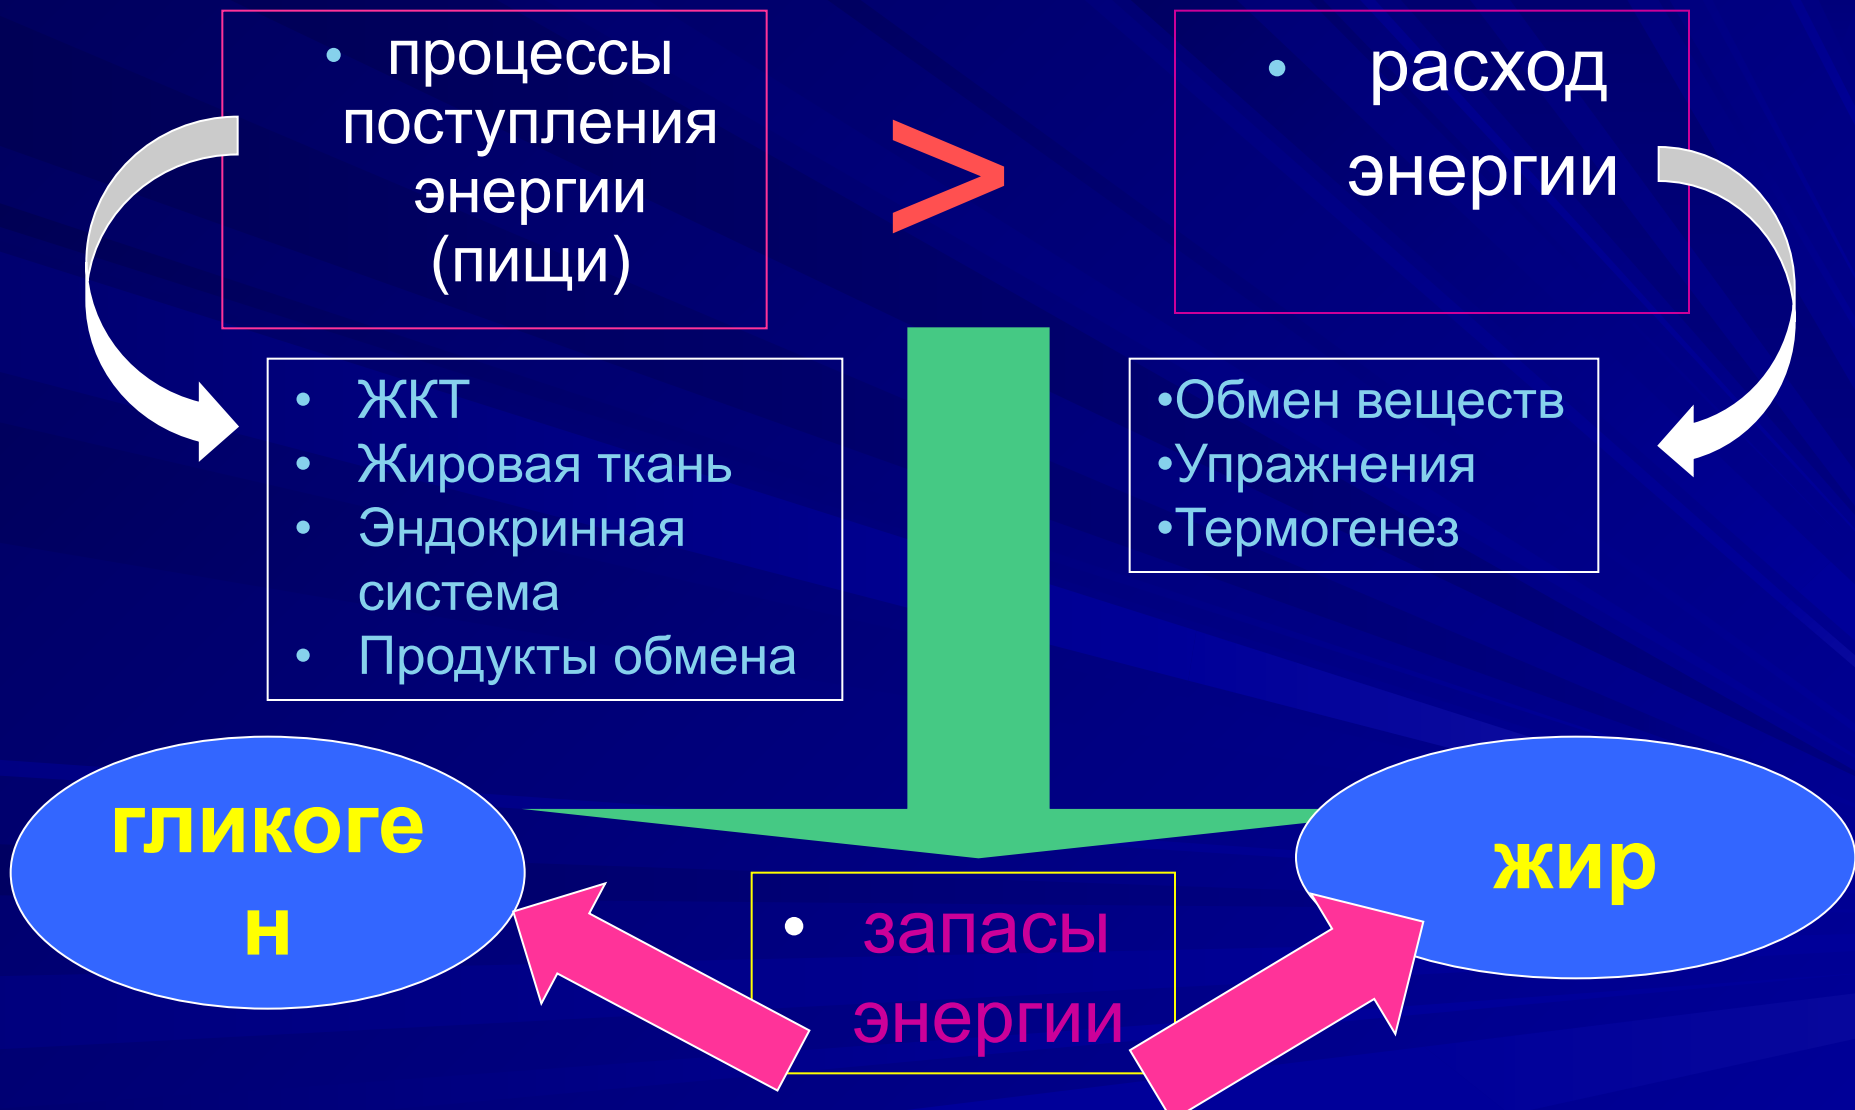 • процессы
поступления
энергии
(пищи)
>
• расход
энергии
• ЖКТ
• Жировая ткань
• Эндокринная
система
• Продукты обмена
•Обмен веществ
•Упражнения
•Термогенез
гликоге
н
жир
• запасы
энергии